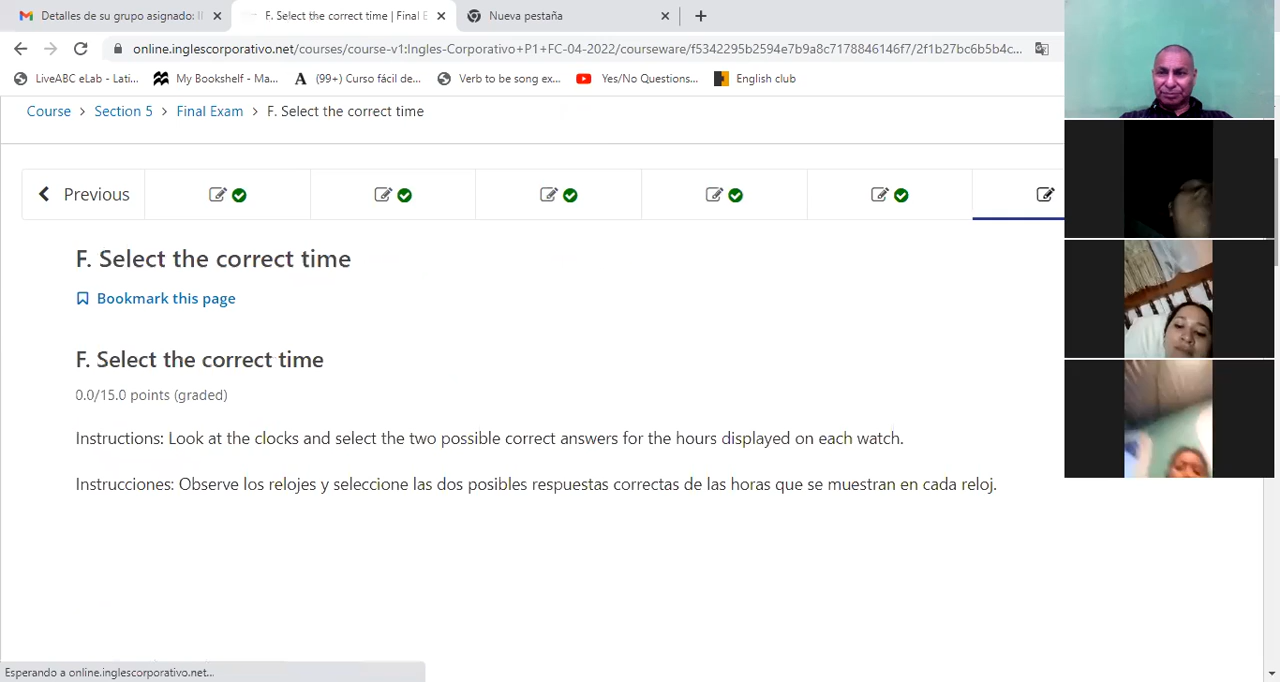 Detalles de su grupo asignado: II
F. Select the correct time | Final E
Nueva pestaña
online.inglescorporativo.net/courses/course-v1:Ingles-Corporativo+P1+FC-04-2022/courseware/f5342295b2594e7b9a8c7178846146f7/2f1b27bc6b5b4c...
LiveABC eLab - Lati...
My Bookshelf - Ma...
(99+) Curso fácil de...
Verb to be song ex...
Yes/No Questions...
English club
Course > Section 5 > Final Exam > F. Select the correct time
Previous
F. Select the correct time
Bookmark this page
F. Select the correct time
0.0/15.0 points (graded)
Instructions: Look at the clocks and select the two possible correct answers for the hours displayed on each watch.
Instrucciones: Observe los relojes y seleccione las dos posibles respuestas correctas de las horas que se muestran en cada reloj.
Esperando a online.inglescorporativo.net...